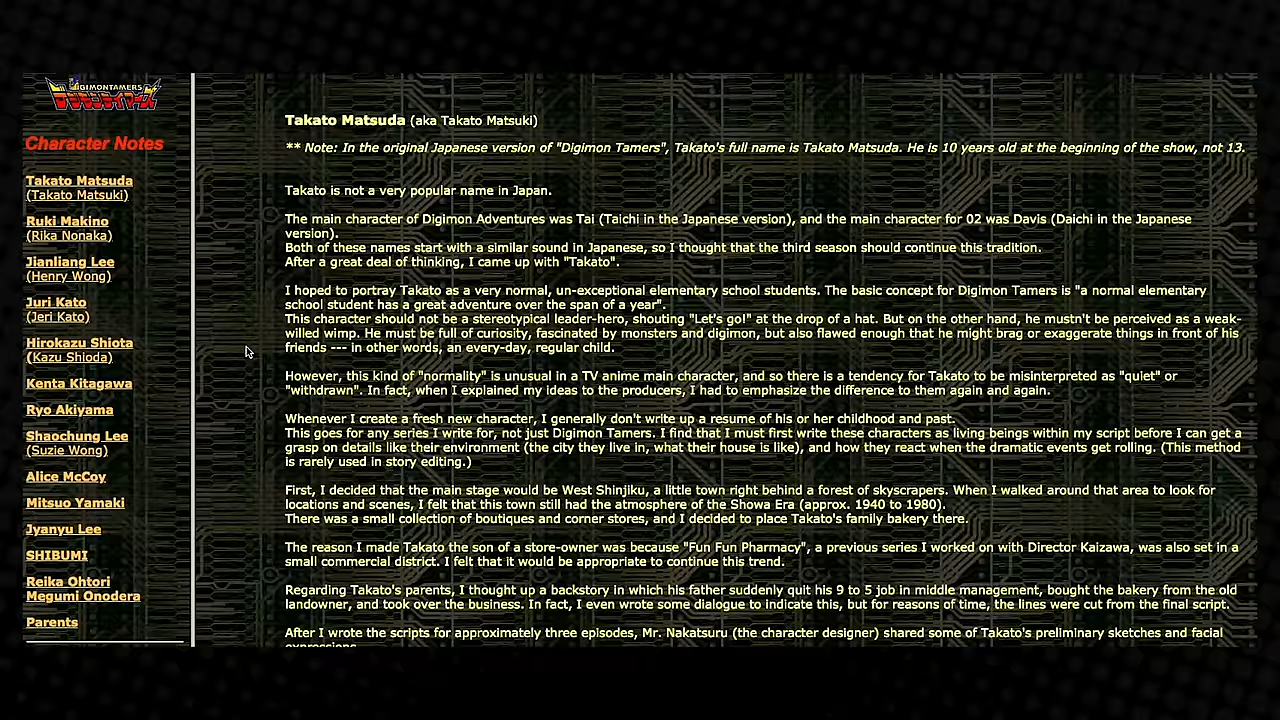 DIGIMONTAMERS
デジモンテイマーズ
Character Notes
Takato Matsuda
(Takato Matsuki)
Ruki Makino
(Rika Nonaka)
Jianliang Lee
(Henry Wong)
Juri Kato
(Jeri Kato)
Hirokazu Shiota
(Kazu Shioda)
Kenta Kitagawa
Ryo Akiyama
Shaochung Lee
(Suzie Wong)
Alice McCoy
Mitsuo Yamaki
Jyanyu Lee
SHIBUMI
Reika Ohtori
Megumi Onodera
Parents
Takato Matsuda (aka Takato Matsuki)
** Note: In the original Japanese version of "Digimon Tamers", Takato's full name is Takato Matsuda. He is 10 years old at the beginning of the show, not 13.
Takato is not a very popular name in Japan.
The main character of Digimon Adventures was Tai (Taichi in the Japanese version), and the main character for 02 was Davis (Daichi in the Japanese
version).
Both of these names start with a similar sound in Japanese, so I thought that the third season should continue this tradition.
After a great deal of thinking, I came up with "Takato".
I hoped to portray Takato as a very normal, un-exceptional elementary school students. The basic concept for Digimon Tamers is "a normal elementary
school student has a great adventure over the span of a year".
This character should not be a stereotypical leader-hero, shouting "Let's go!" at the drop of a hat. But on the other hand, he mustn't be perceived as a weak-
willed wimp. He must be full of curiosity, fascinated by monsters and digimon, but also flawed enough that he might brag or exaggerate things in front of his
friends --- in other words, an every-day, regular child.
However, this kind of "normality" is unusual in a TV anime main character, and so there is a tendency for Takato to be misinterpreted as "quiet" or
"withdrawn". In fact, when I explained my ideas to the producers, I had to emphasize the difference to them again and again.
Whenever I create a fresh new character, I generally don't write up a resume of his or her childhood and past.
This goes for any series I write for, not just Digimon Tamers. I find that I must first write these characters as living beings within my script before I can get a
grasp on details like their environment (the city they live in, what their house is like), and how they react when the dramatic events get rolling. (This method
is rarely used in story editing.)
First, I decided that the main stage would be West Shinjiku, a little town right behind a forest of skyscrapers. When I walked around that area to look for
locations and scenes, I felt that this town still had the atmosphere of the Showa Era (approx. 1940 to 1980).
There was a small collection of boutiques and corner stores, and I decided to place Takato's family bakery there.
The reason I made Takato the son of a store-owner was because "Fun Fun Pharmacy", a previous series I worked on with Director Kaizawa, was also set in a
small commercial district. I felt that it would be appropriate to continue this trend.
Regarding Takato's parents, I thought up a backstory in which his father suddenly quit his 9 to 5 job in middle management, bought the bakery from the old
landowner, and took over the business. In fact, I even wrote some dialogue to indicate this, but for reasons of time, the lines were cut from the final script.
After I wrote the scripts for approximately three episodes, Mr. Nakatsuru (the character designer) shared some of Takato's preliminary sketches and facial
expressions.